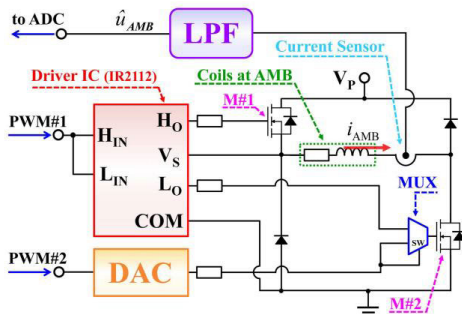 to ADC
û_AMB
LPF
Current Sensor
Driver IC (IR2112)
Coils at AMB
V_P
M#1
PWM#1
H_IN
H_O
i_AMB
V_S
L_IN
L_O
MUX
COM
SW
PWM#2
DAC
M#2